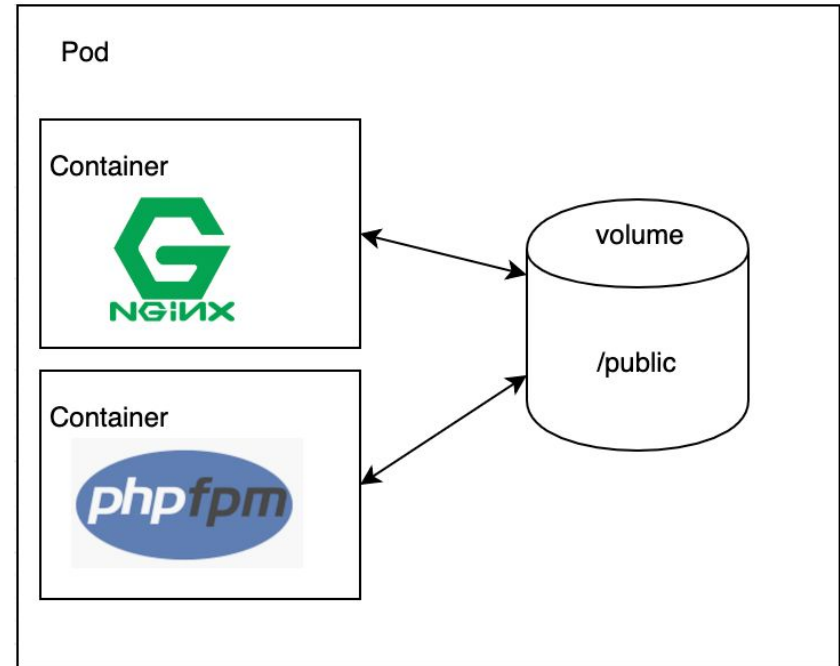 Pod
Container
NGiNX
volume
/public
Container
phpfpm